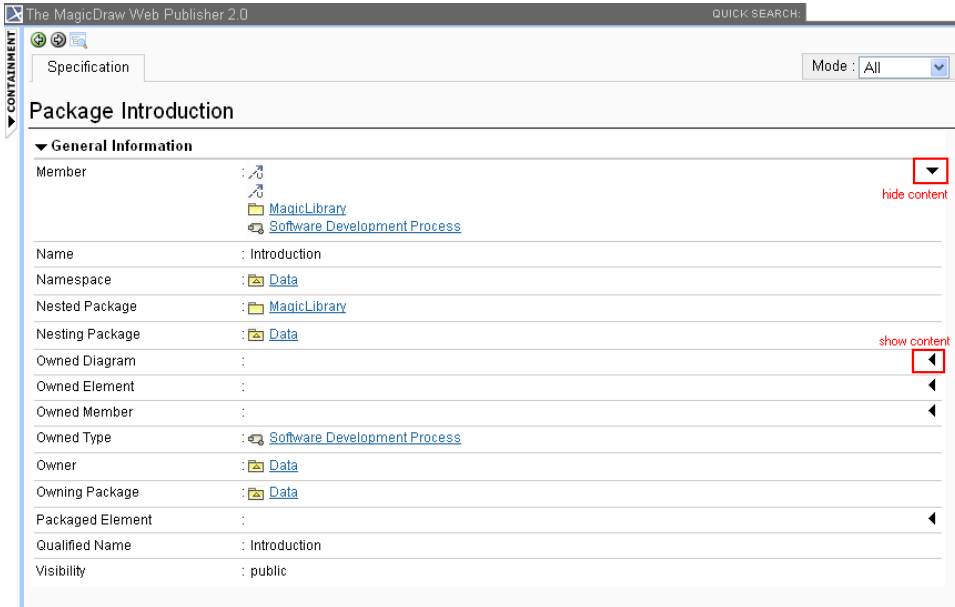 The MagicDraw Web Publisher 2.0 QUICK SEARCH:
CONTAINMENT
Specification Mode : All
Package Introduction
General Information
Member :
hide content
MagicLibrary
Software Development Process
Name : Introduction
Namespace : Data
Nested Package : MagicLibrary
Nesting Package : Data
show content
Owned Diagram :
Owned Element :
Owned Member :
Owned Type : Software Development Process
Owner : Data
Owning Package : Data
Packaged Element :
Qualified Name : Introduction
Visibility : public